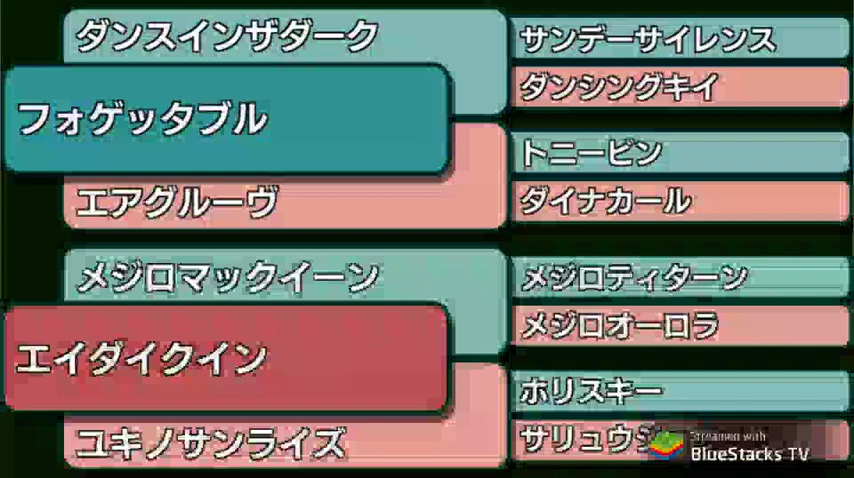 ダンスインザダーク
サンデーサイレンス
ダンシングキイ
フォゲッタブル
トニービン
エアグルーヴ
ダイナカール
メジロマックイーン
メジロティターン
メジロオーロラ
エイダイクイン
ホリスキー
ユキノサンライズ
Streamed with
BlueStacks TV